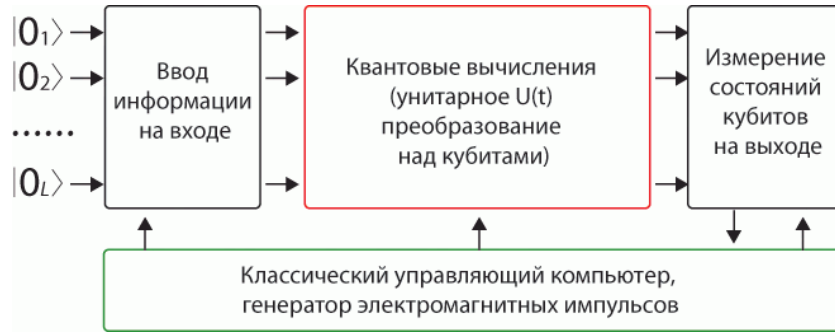 |0₁⟩
|0₂⟩
......
|0_L⟩
Ввод
информации
на входе
Квантовые вычисления
(унитарное U(t)
преобразование
над кубитами)
Измерение
состояний
кубитов
на выходе
Классический управляющий компьютер,
генератор электромагнитных импульсов